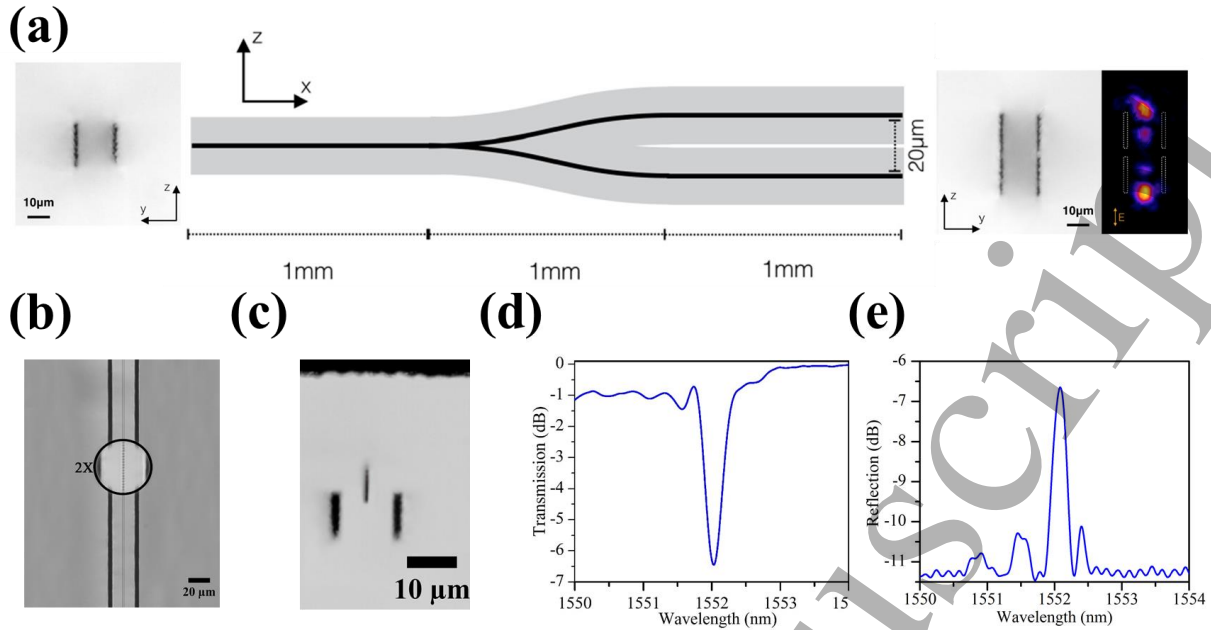 (a)
z
x
z
y
10μm
20μm
1mm
1mm
1mm
z
y
10μm
E
(b)
(c)
(d)
(e)
2X
20 μm
10 μm
0
-1
-2
-3
-4
-5
-6
-7
Transmission (dB)
1550
1551
1552
1553
15
Wavelength (nm)
-6
-7
-8
-9
-10
-11
Reflection (dB)
1550
1551
1552
1553
1554
Wavelength (nm)
uscript